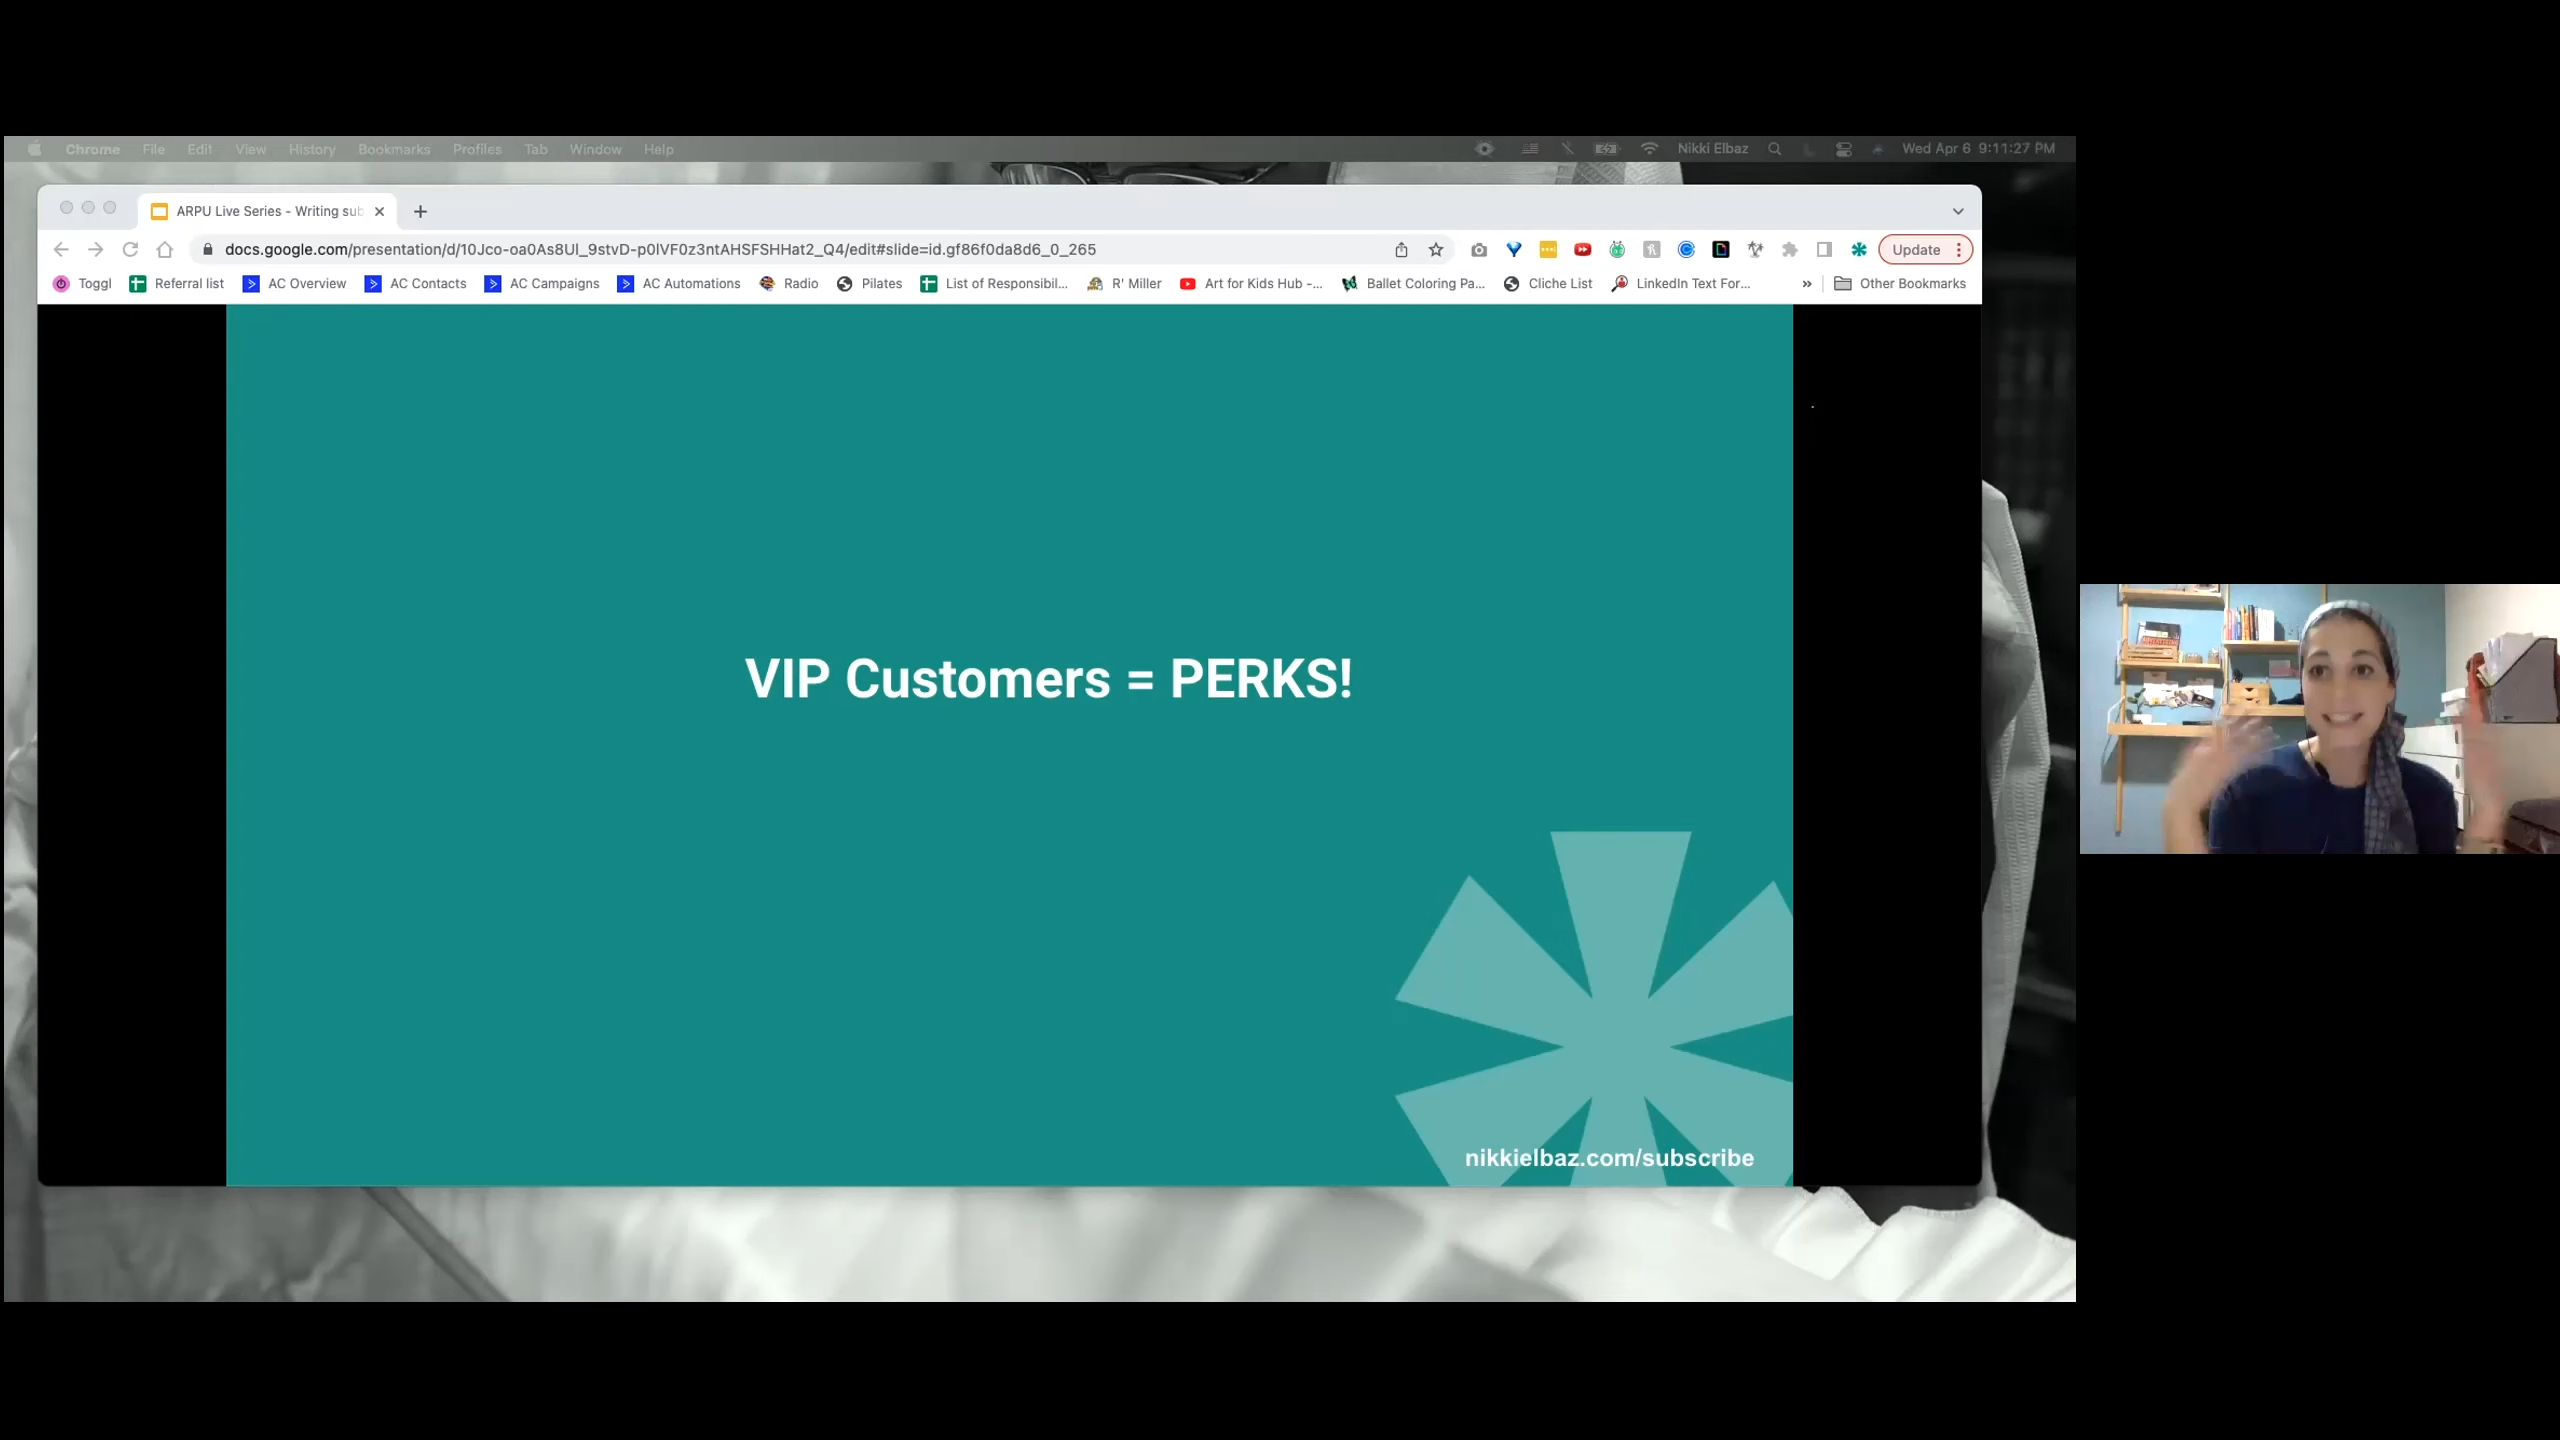 Chrome File Edit View History Bookmarks Profiles Tab Window Help Nikki Elbaz Wed Apr 6 9:11:27 PM
ARPU Live Series - Writing sub
docs.google.com/presentation/d/10Jco-oa0As8Ul_9stvD-p0lVF0z3ntAHSFSHHat2_Q4/edit#slide=id.gf86f0da8d6_0_265 Update
Toggl Referral list AC Overview AC Contacts AC Campaigns AC Automations Radio Pilates List of Responsibil... R' Miller Art for Kids Hub -... Ballet Coloring Pa... Cliche List LinkedIn Text For... » Other Bookmarks
VIP Customers = PERKS!
nikkielbaz.com/subscribe